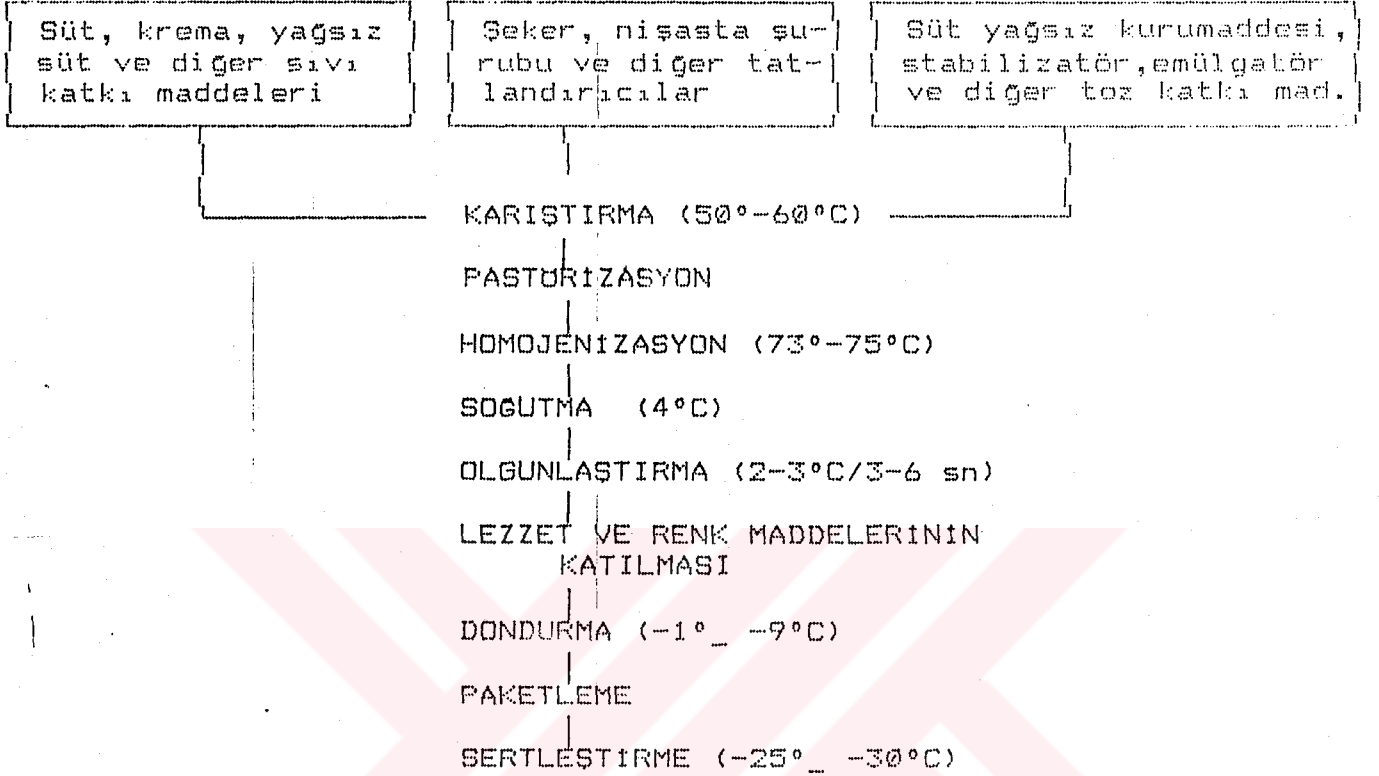 Süt, krema, yağsız
süt ve diğer sıvı
katkı maddeleri
Şeker, nişasta şu-
rubu ve diğer tat-
landırıcılar
Süt yağsız kurumaddesi,
stabilizatör,emülgatör
ve diğer toz katkı mad.
KARIŞTIRMA (50°-60°C)
PASTÖRİZASYON
HOMOJENİZASYON (73°-75°C)
SOĞUTMA (4°C)
OLGUNLAŞTIRMA (2-3°C/3-6 sn)
LEZZET VE RENK MADDELERİNİN
KATILMASI
DONDURMA (-1°_ -9°C)
PAKETLEME
SERTLEŞTİRME (-25°_ -30°C)